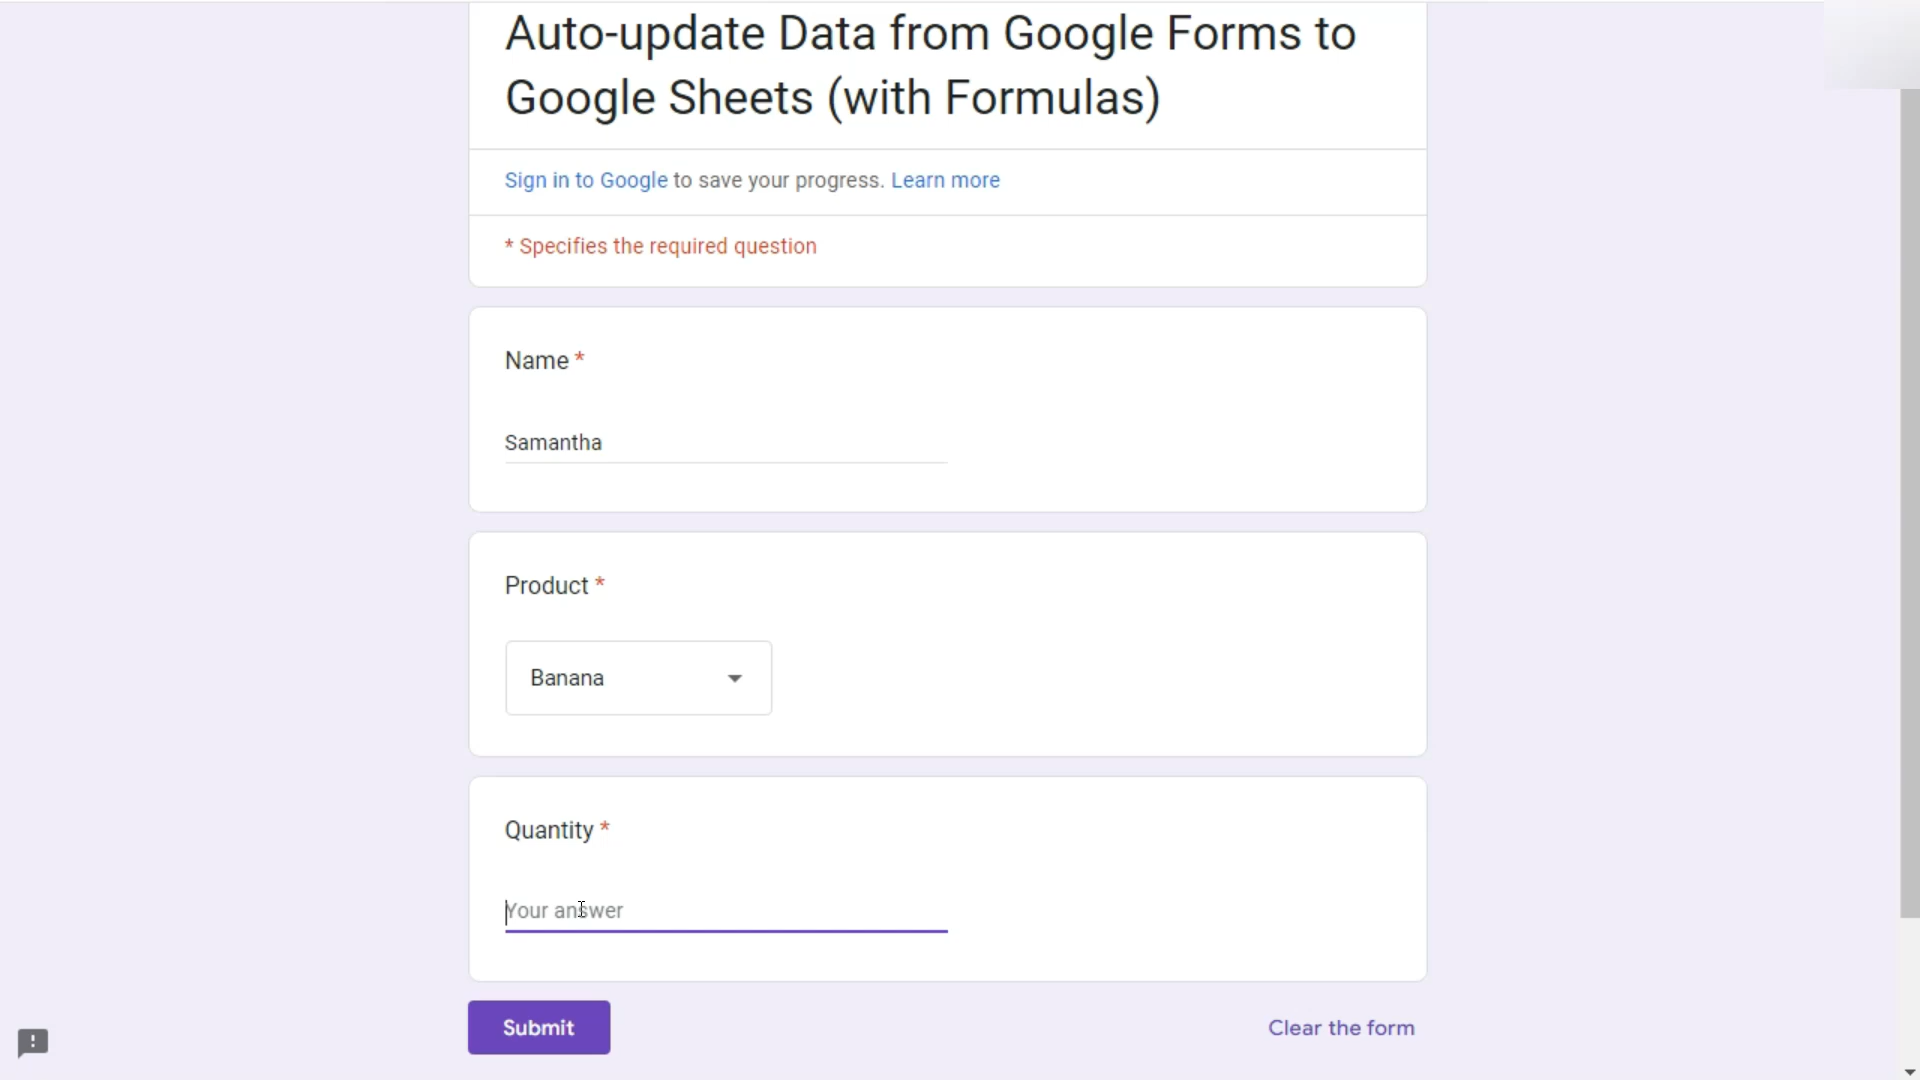 Auto-update Data from Google Forms to
Google Sheets (with Formulas)
Sign in to Google to save your progress. Learn more
* Specifies the required question
Name *
Samantha
Product *
Banana
Quantity *
Your answer
Submit
Clear the form